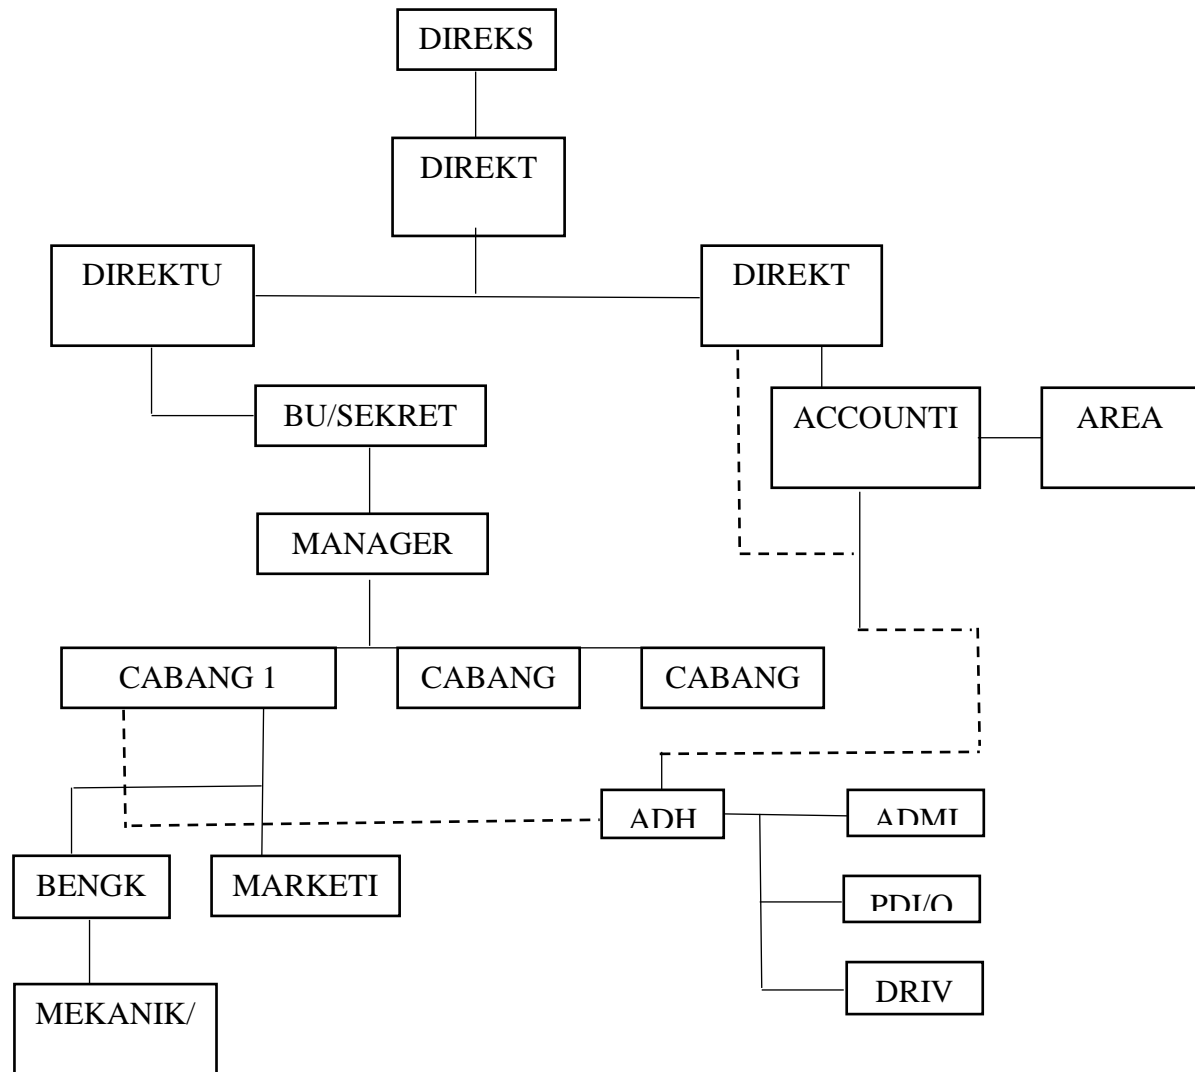 DIREKS
DIREKT
DIREKTU
DIREKT
BU/SEKRET
ACCOUNTI
AREA
MANAGER
CABANG 1
CABANG
CABANG
ADH
ADMI
BENGK
MARKETI
PDI/O
DRIV
MEKANIK/